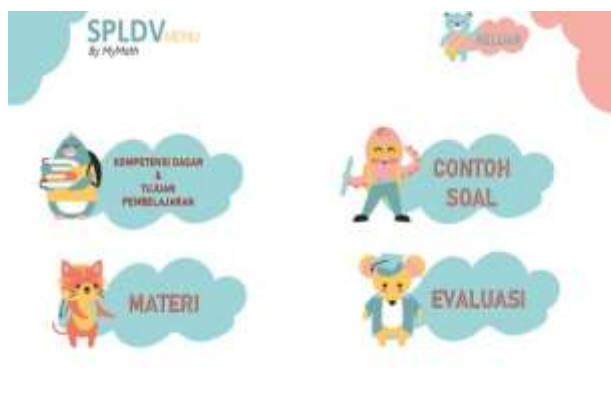 SPLDV MENU
By MyMath
KELUAR
KOMPETENSI DASAR
&
TUJUAN
PEMBELAJARAN
CONTOH
SOAL
MATERI
EVALUASI